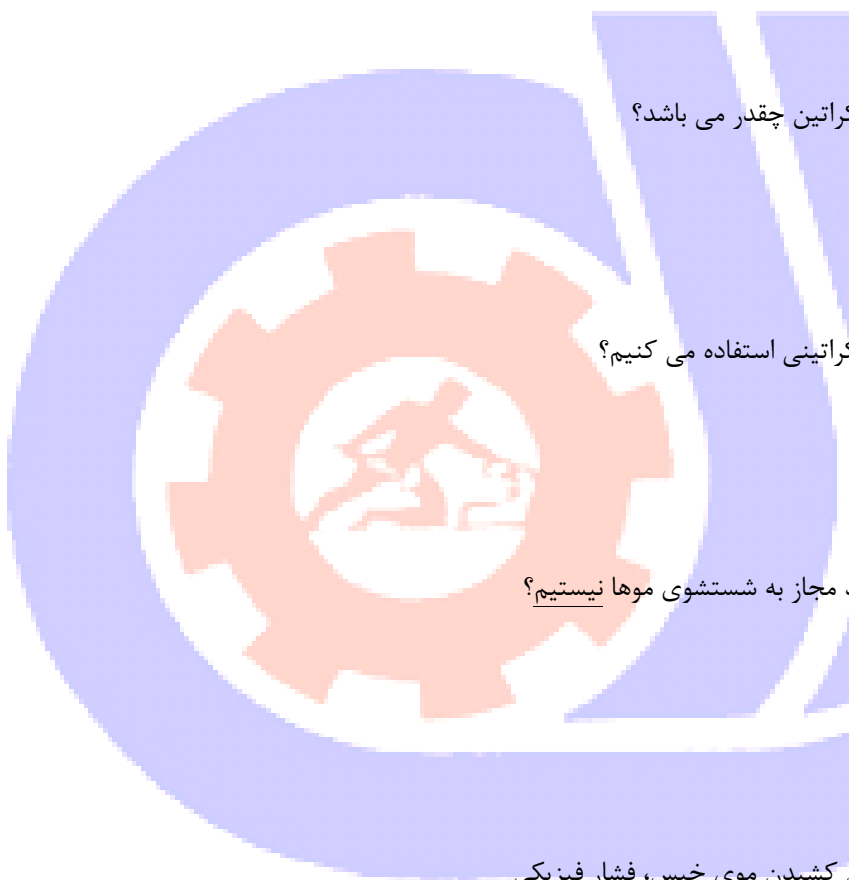 کراتین چقدر می باشد؟
کراتینی استفاده می کنیم؟
مجاز به شستشوی موها نیستیم؟
کشیدن موی خیس، فشار فیزیکی